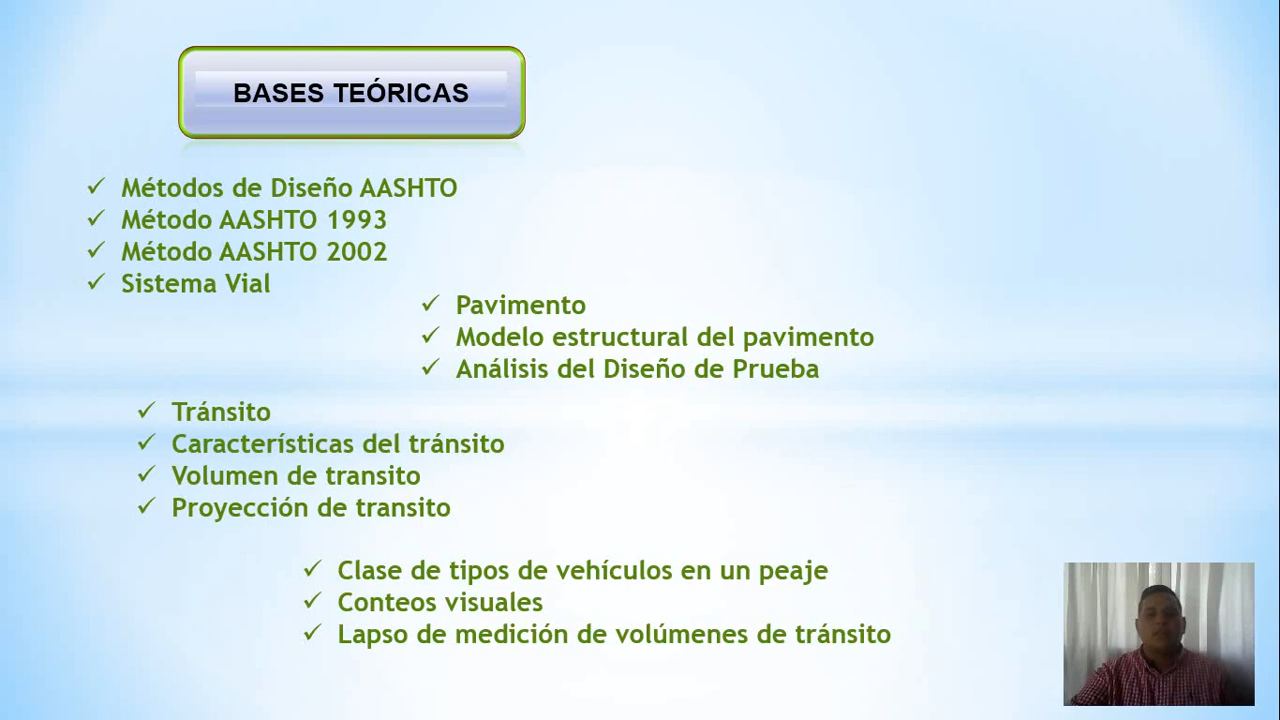 BASES TEÓRICAS
✓ Métodos de Diseño AASHTO
✓ Método AASHTO 1993
✓ Método AASHTO 2002
✓ Sistema Vial
✓ Pavimento
✓ Modelo estructural del pavimento
✓ Análisis del Diseño de Prueba
✓ Tránsito
✓ Características del tránsito
✓ Volumen de transito
✓ Proyección de transito
✓ Clase de tipos de vehículos en un peaje
✓ Conteos visuales
✓ Lapso de medición de volúmenes de tránsito